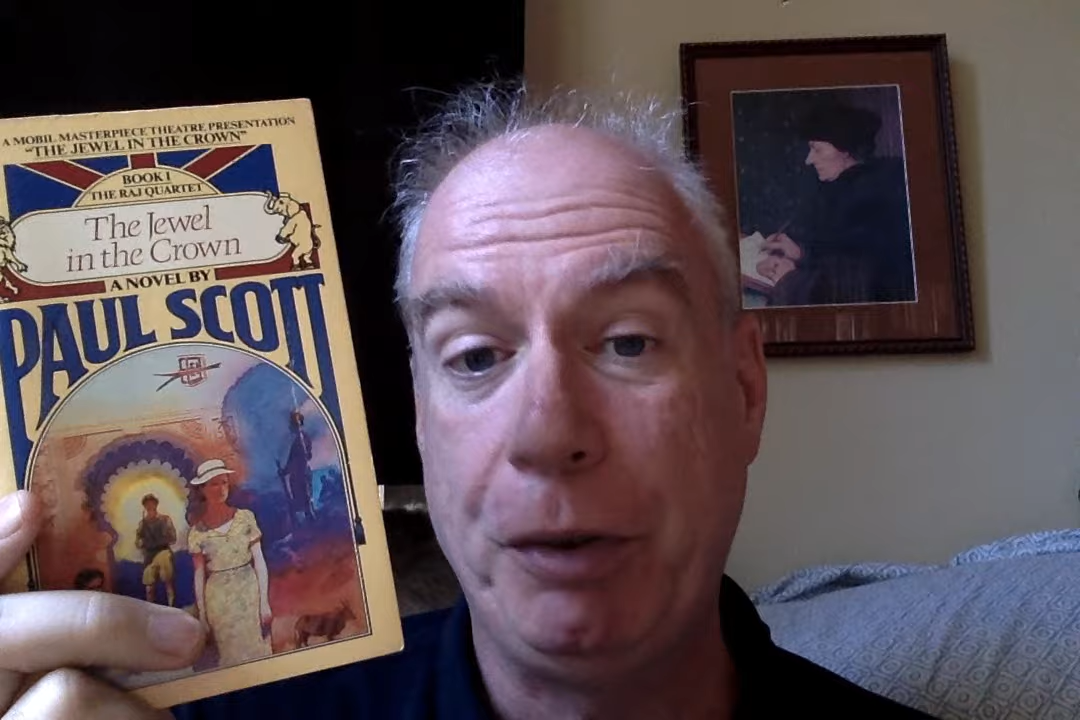 A MOBIL MASTERPIECE THEATRE PRESENTATION
"THE JEWEL IN THE CROWN"
BOOK I
THE RAJ QUARTET
The Jewel
in the Crown
A NOVEL BY
PAUL SCOTT